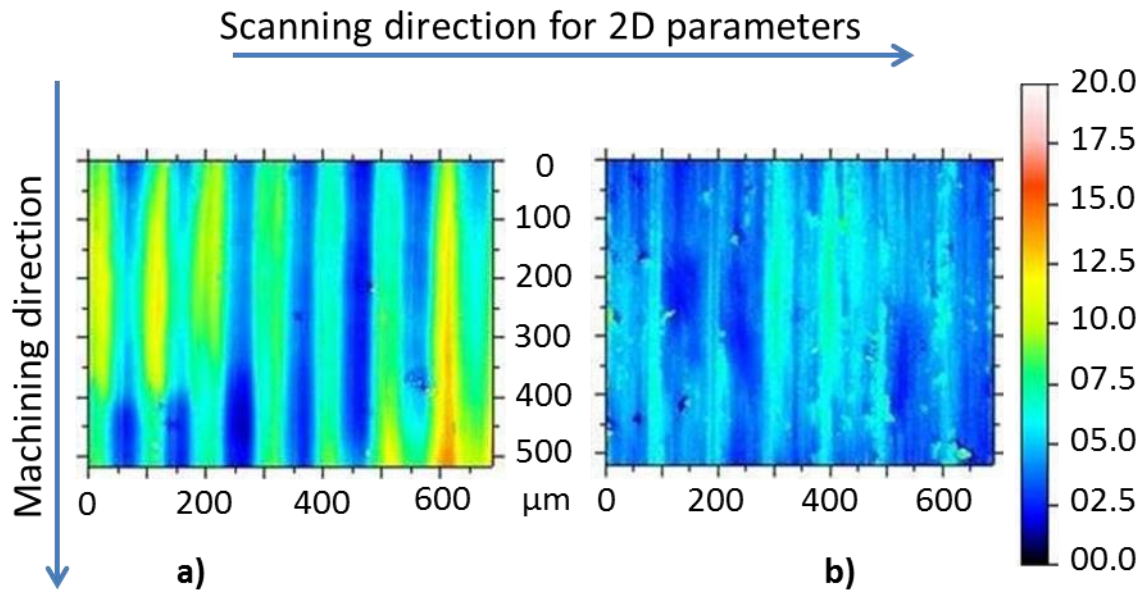 Scanning direction for 2D parameters
Machining direction
0
100
200
300
400
500
0 200 400 600 µm
0 200 400 600
20.0
17.5
15.0
12.5
10.0
07.5
05.0
02.5
00.0
a)
b)